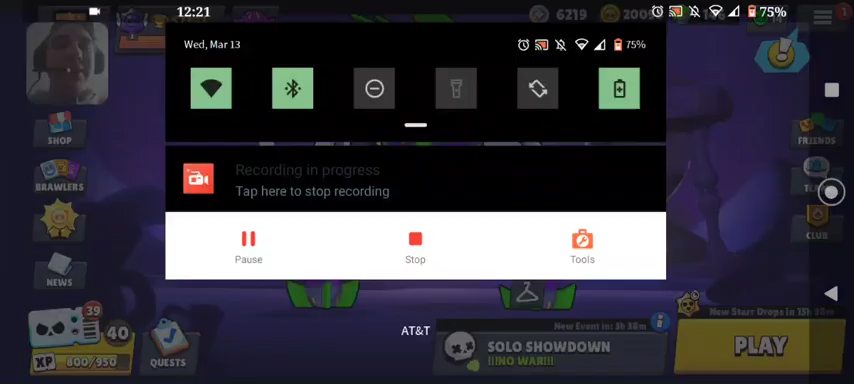 12:21
6219
75%
Wed, Mar 13
75%
SHOP
BRAWLERS
NEWS
Recording in progress
Tap here to stop recording
Pause
Stop
Tools
FRIENDS
CLUB
39
40
XP 800/950
QUESTS
AT&T
New Event in: 3h 38m
SOLO SHOWDOWN
!!!NO WAR!!!
New Starr Drops in 15h 38m
PLAY